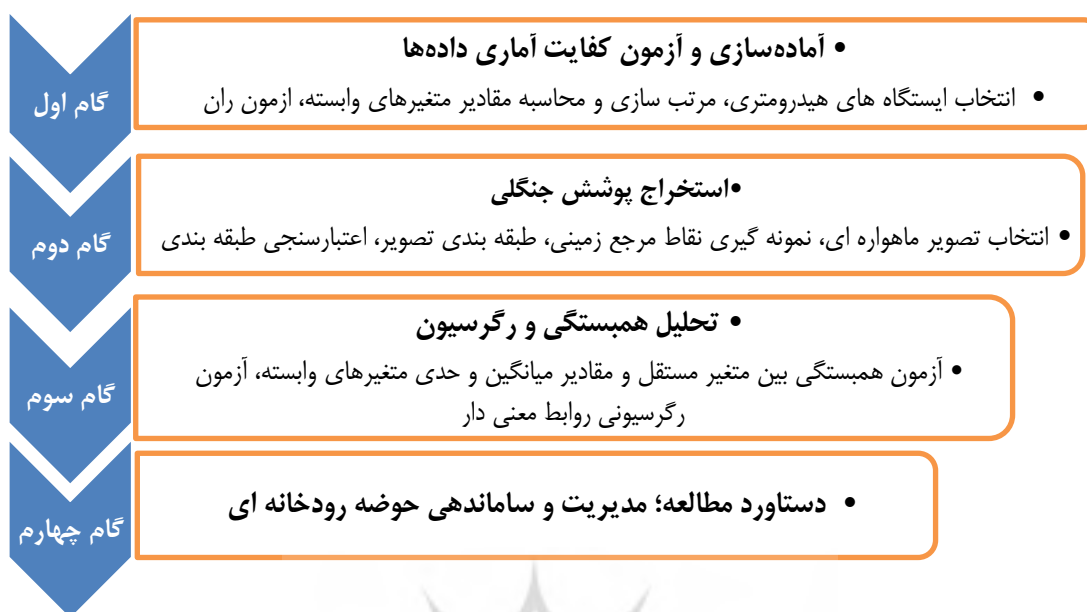 گام اول
• آماده‌سازی و آزمون کفایت آماری داده‌ها
• انتخاب ایستگاه های هیدرومتری، مرتب سازی و محاسبه مقادیر متغیرهای وابسته، ازمون ران
گام دوم
•استخراج پوشش جنگلی
• انتخاب تصویر ماهواره ای، نمونه گیری نقاط مرجع زمینی، طبقه بندی تصویر، اعتبارسنجی طبقه بندی
گام سوم
• تحلیل همبستگی و رگرسیون
• آزمون همبستگی بین متغیر مستقل و مقادیر میانگین و حدی متغیرهای وابسته، آزمون
رگرسیونی روابط معنی دار
گام چهارم
• دستاورد مطالعه؛ مدیریت و ساماندهی حوضه رودخانه ای